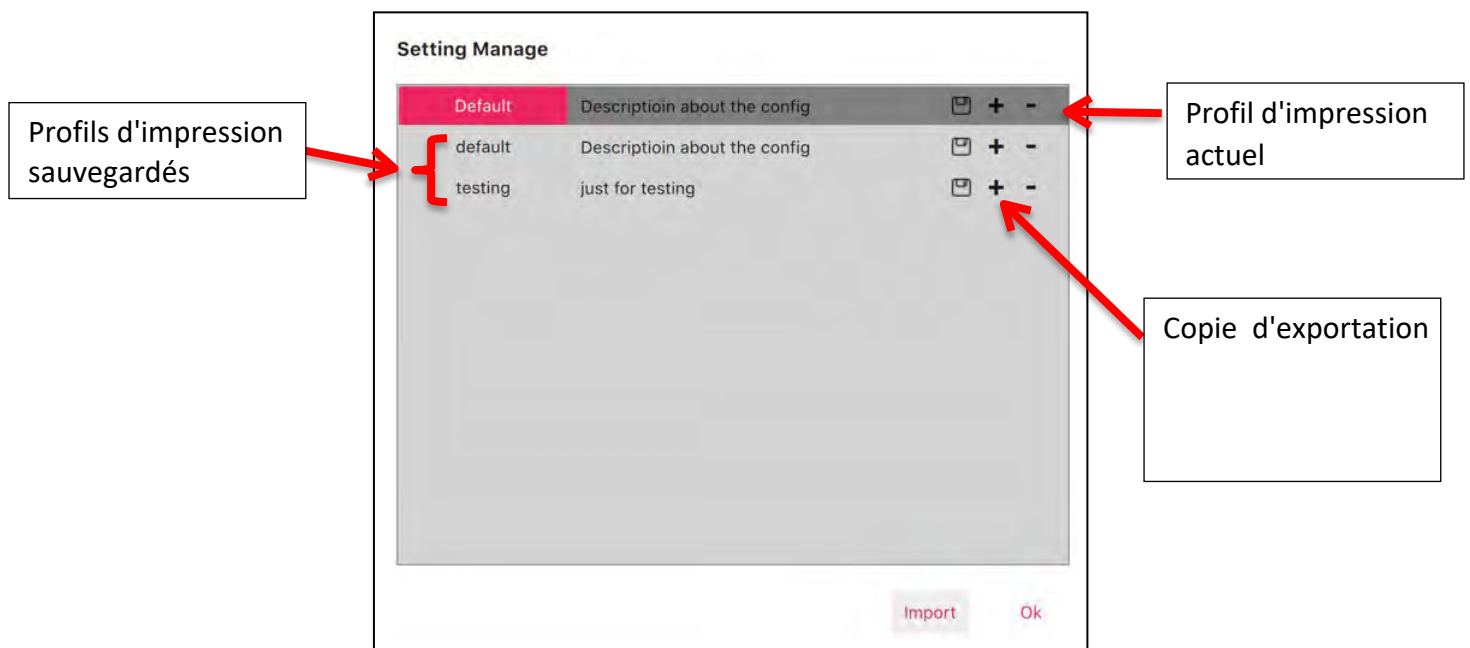 Setting Manage
Default Descriptioin about the config + -
default Descriptioin about the config + -
testing just for testing + -
Import Ok
Profils d'impression
sauvegardés
Profil d'impression
actuel
Copie d'exportation